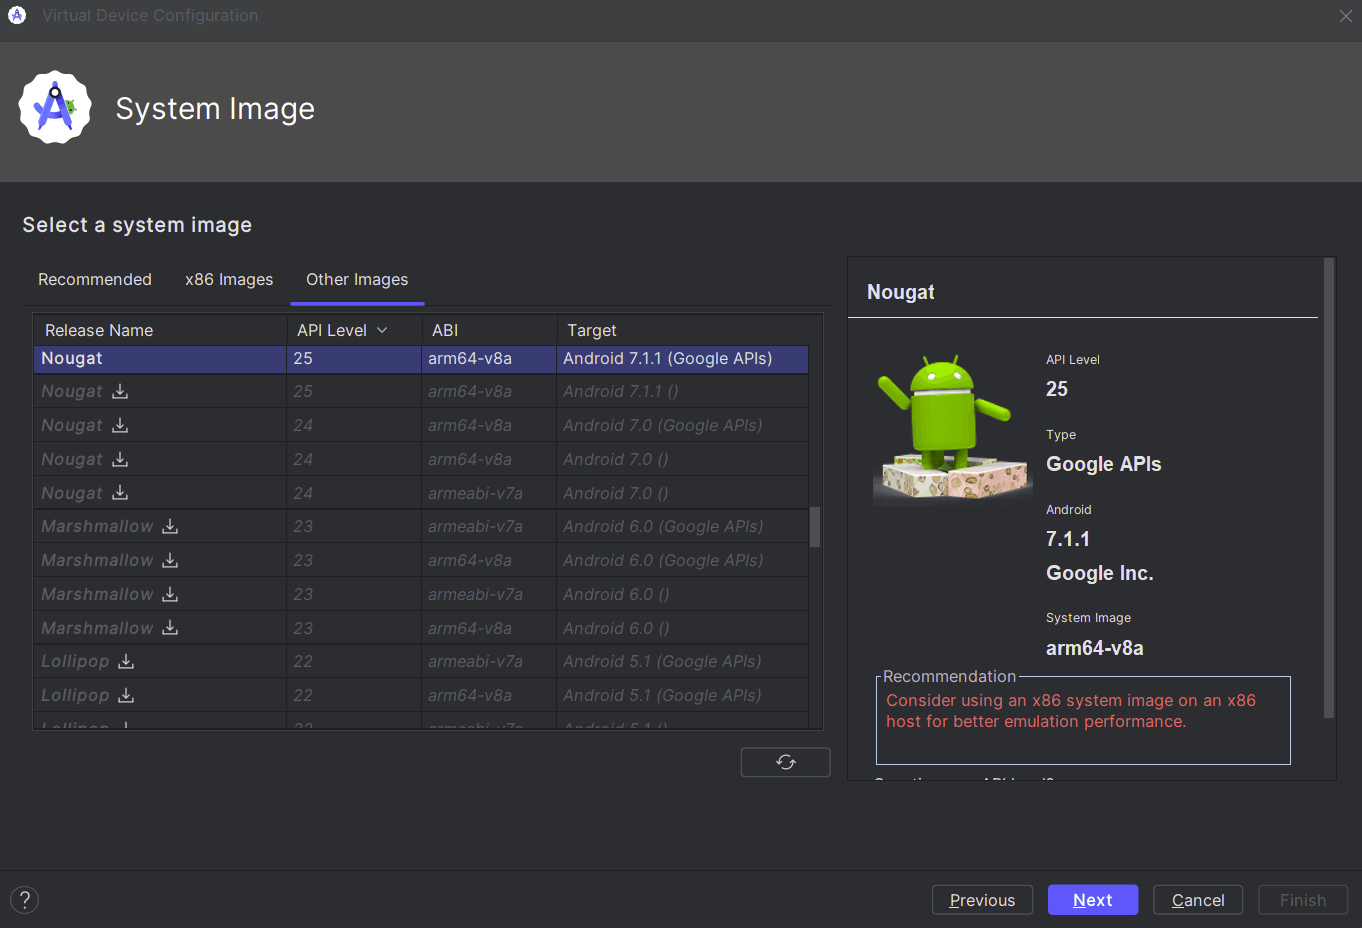 Virtual Device Configuration
System Image
Select a system image
Recommended x86 Images Other Images
Release Name API Level ABI Target
Nougat 25 arm64-v8a Android 7.1.1 (Google APIs)
Nougat 25 arm64-v8a Android 7.1.1 ()
Nougat 24 arm64-v8a Android 7.0 (Google APIs)
Nougat 24 arm64-v8a Android 7.0 ()
Nougat 24 armeabi-v7a Android 7.0 ()
Marshmallow 23 armeabi-v7a Android 6.0 (Google APIs)
Marshmallow 23 arm64-v8a Android 6.0 (Google APIs)
Marshmallow 23 armeabi-v7a Android 6.0 ()
Marshmallow 23 arm64-v8a Android 6.0 ()
Lollipop 22 armeabi-v7a Android 5.1 (Google APIs)
Lollipop 22 arm64-v8a Android 5.1 (Google APIs)
Lollipop 22 armeabi-v7a Android 5.1 ()
Nougat
API Level
25
Type
Google APIs
Android
7.1.1
Google Inc.
System Image
arm64-v8a
Recommendation
Consider using an x86 system image on an x86
host for better emulation performance.
?
Previous Next Cancel Finish